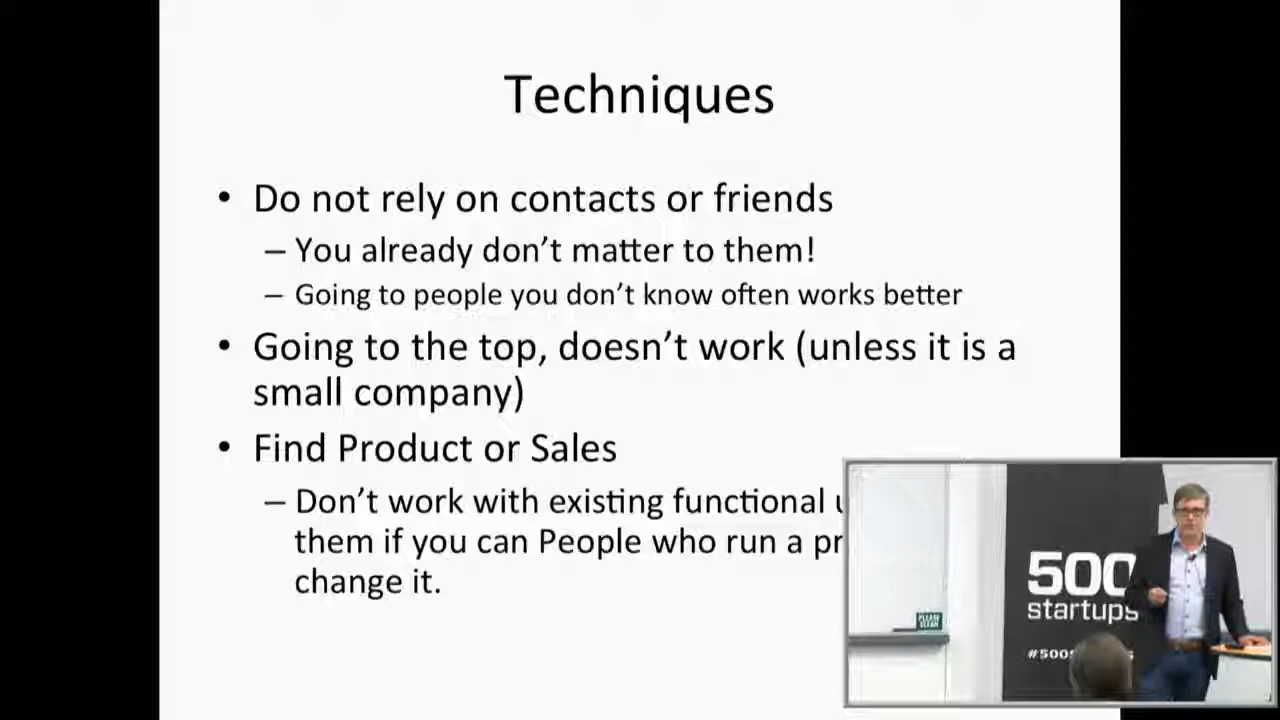 Techniques
• Do not rely on contacts or friends
– You already don't matter to them!
– Going to people you don't know often works better
• Going to the top, doesn't work (unless it is a
small company)
• Find Product or Sales
– Don't work with existing functional
them if you can People who run a
change it.
PLEASE
CLEAN
500
startups